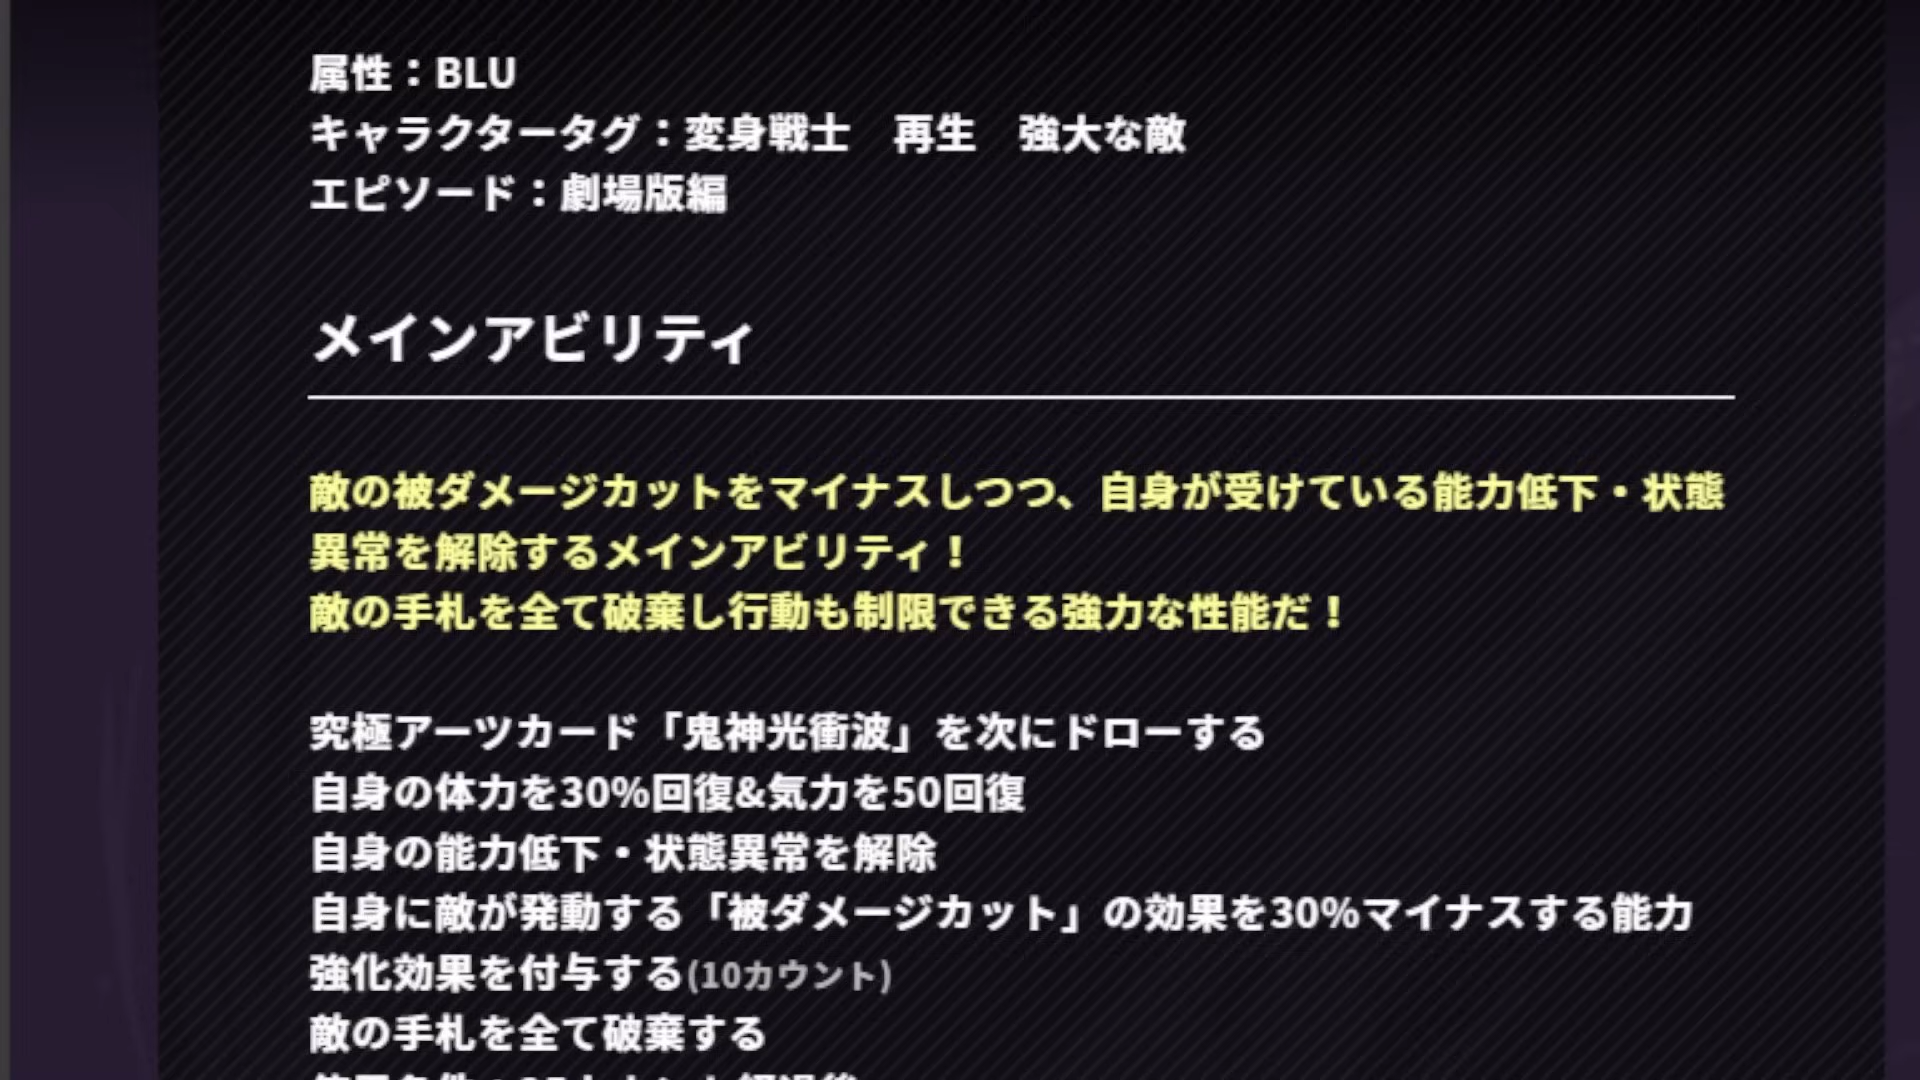 属性：BLU
キャラクタータグ：変身戦士　再生　強大な敵
エピソード：劇場版編
メインアビリティ
敵の被ダメージカットをマイナスしつつ、自身が受けている能力低下・状態
異常を解除するメインアビリティ！
敵の手札を全て破棄し行動も制限できる強力な性能だ！
究極アーツカード「鬼神光衝波」を次にドローする
自身の体力を30%回復&気力を50回復
自身の能力低下・状態異常を解除
自身に敵が発動する「被ダメージカット」の効果を30%マイナスする能力
強化効果を付与する(10カウント)
敵の手札を全て破棄する